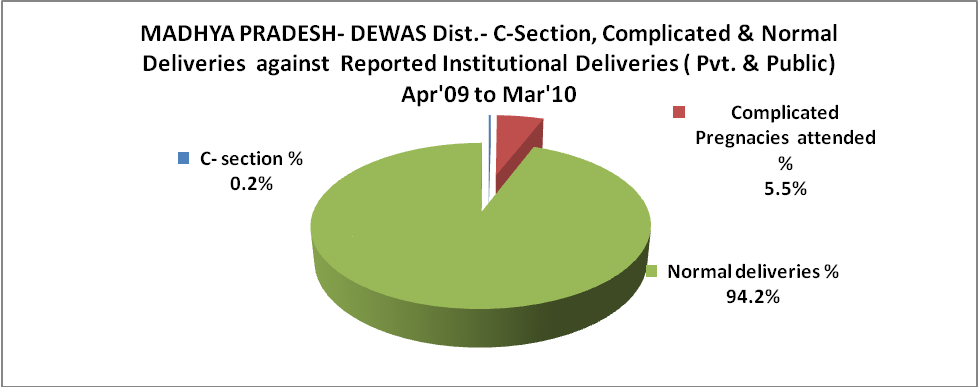 MADHYA PRADESH- DEWAS Dist.- C-Section, Complicated & Normal
Deliveries against Reported Institutional Deliveries ( Pvt. & Public)
Apr'09 to Mar'10
Complicated
Pregnacies attended
%
5.5%
C- section %
0.2%
Normal deliveries %
94.2%